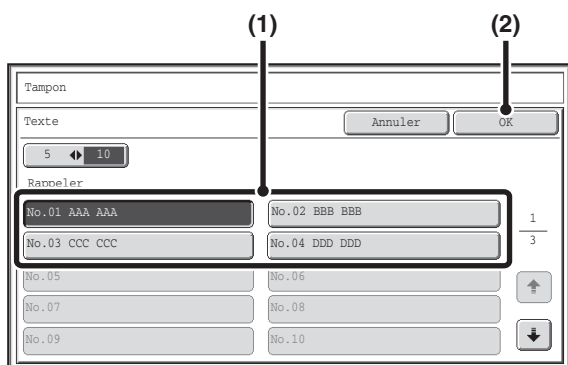 (1) (2)
Tampon
Texte Annuler OK
5 10
Rappeler
No.01 AAA AAA No.02 BBB BBB
1
No.03 CCC CCC No.04 DDD DDD
3
No.05 No.06
No.07 No.08
No.09 No.10